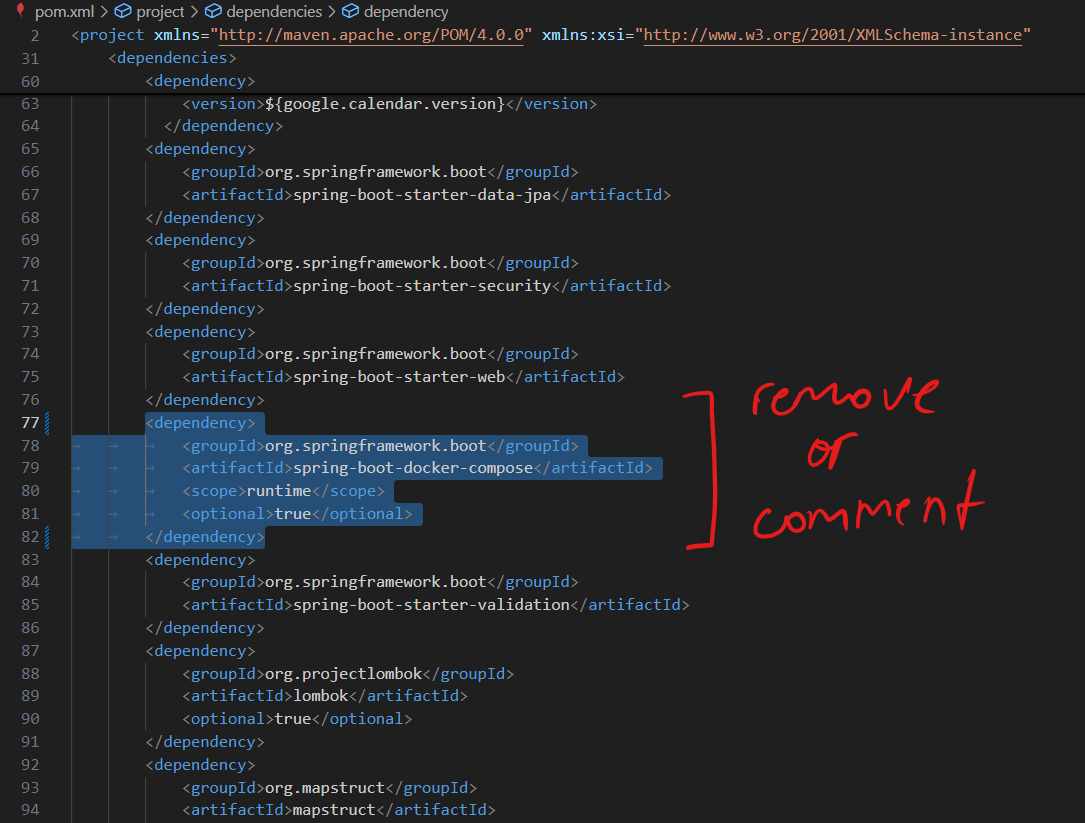 pom.xml > project > dependencies > dependency
2 <project xmlns="http://maven.apache.org/POM/4.0.0" xmlns:xsi="http://www.w3.org/2001/XMLSchema-instance"
31 <dependencies>
60 <dependency>
63 <version>${google.calendar.version}</version>
64 </dependency>
65 <dependency>
66 <groupId>org.springframework.boot</groupId>
67 <artifactId>spring-boot-starter-data-jpa</artifactId>
68 </dependency>
69 <dependency>
70 <groupId>org.springframework.boot</groupId>
71 <artifactId>spring-boot-starter-security</artifactId>
72 </dependency>
73 <dependency>
74 <groupId>org.springframework.boot</groupId>
75 <artifactId>spring-boot-starter-web</artifactId>
76 </dependency>
77 <dependency>
78 <groupId>org.springframework.boot</groupId>
79 <artifactId>spring-boot-docker-compose</artifactId>
80 <scope>runtime</scope>
81 <optional>true</optional>
82 </dependency>
83 <dependency>
84 <groupId>org.springframework.boot</groupId>
85 <artifactId>spring-boot-starter-validation</artifactId>
86 </dependency>
87 <dependency>
88 <groupId>org.projectlombok</groupId>
89 <artifactId>lombok</artifactId>
90 <optional>true</optional>
91 </dependency>
92 <dependency>
93 <groupId>org.mapstruct</groupId>
94 <artifactId>mapstruct</artifactId>
remove
or
comment